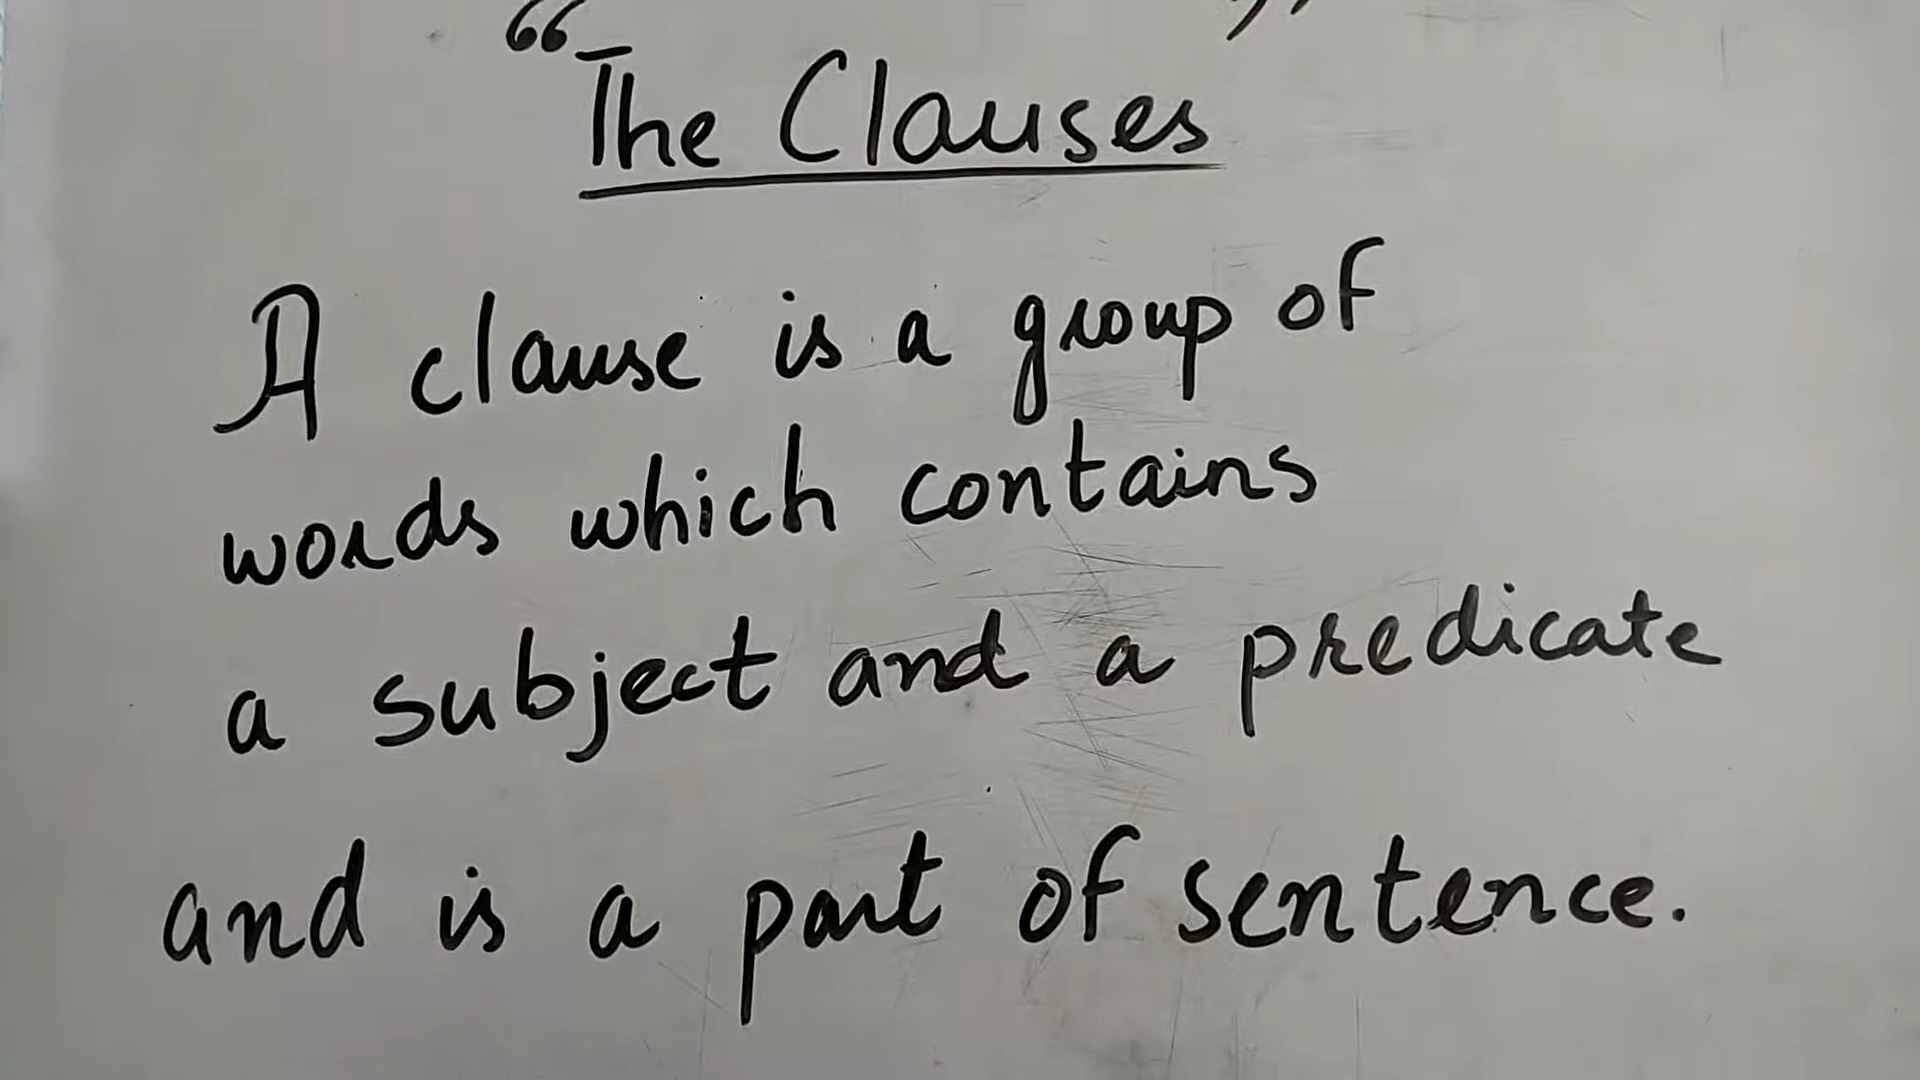 "The Clauses"
A clause is a group of
words which contains
a subject and a predicate
and is a part of sentence.